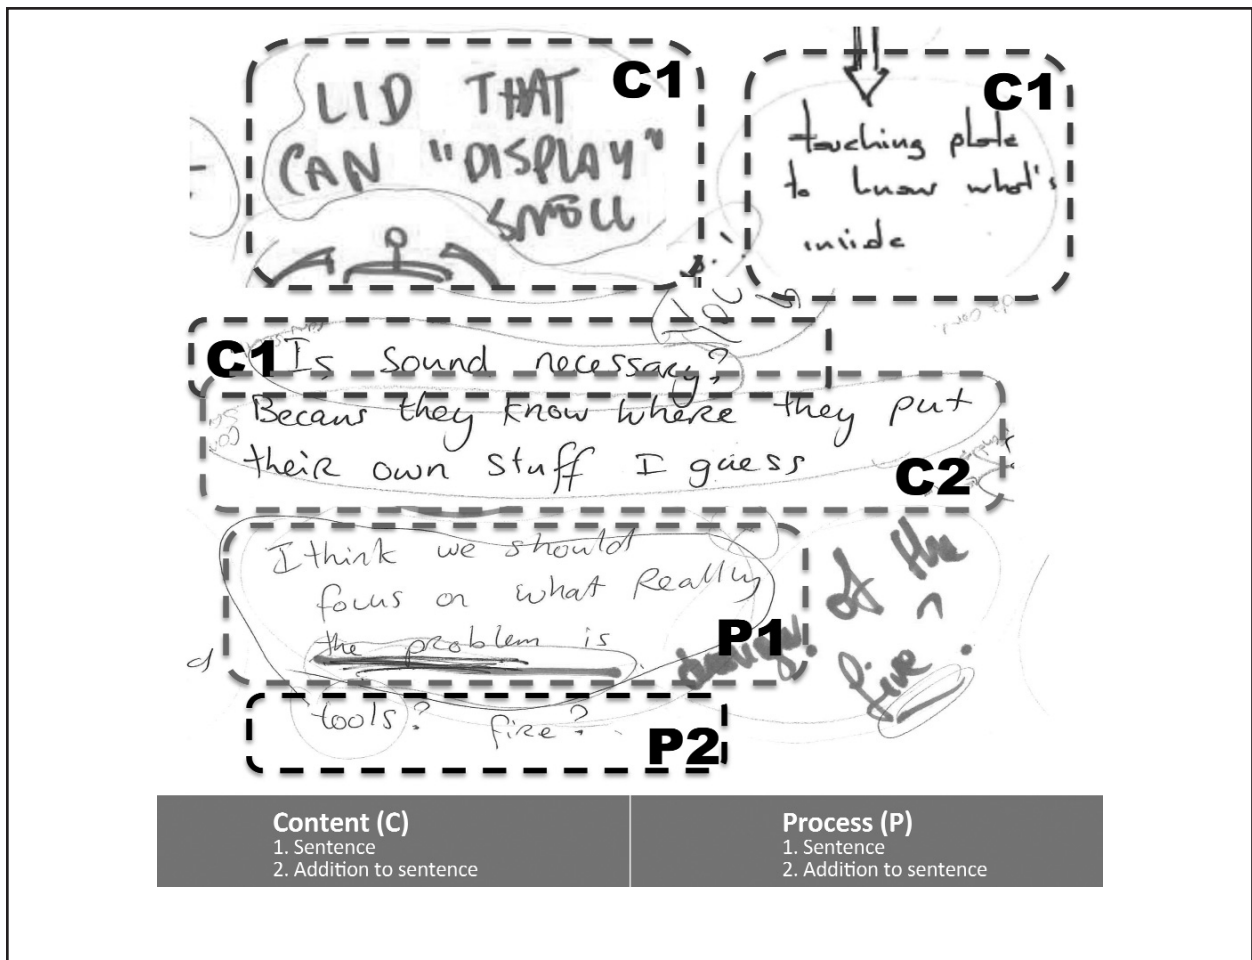 LID THAT
CAN "DISPLAY"
SMELL
C1
touching plate
to know what's
inside
C1
You
C1
Is sound necessary?
Becaus they know where they put
their own stuff I guess
C2
I think we should
focus on what Really
the problem is
P1
design of the
fire.
tools? fire?
P2
Content (C)
1. Sentence
2. Addition to sentence
Process (P)
1. Sentence
2. Addition to sentence